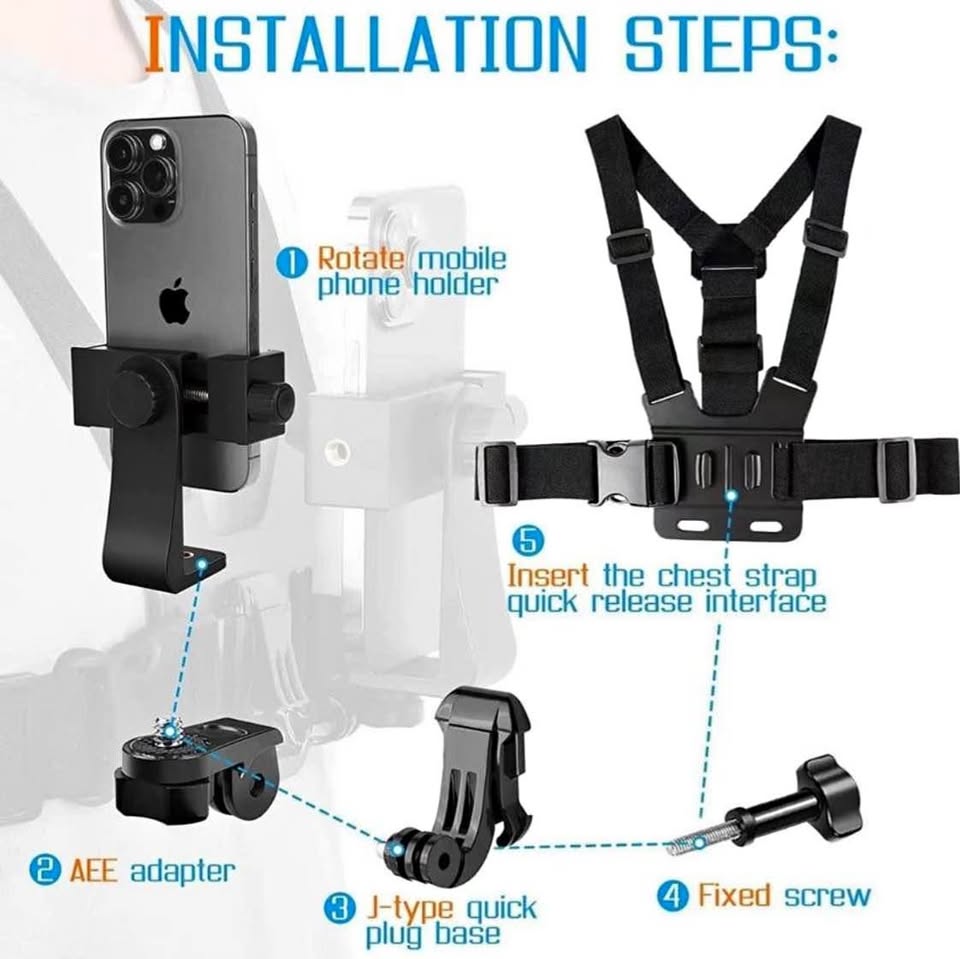 INSTALLATION STEPS:
1 Rotate mobile
phone holder
5
Insert the chest strap
quick release interface
2 AEE adapter
3 J-type quick
plug base
4 Fixed screw